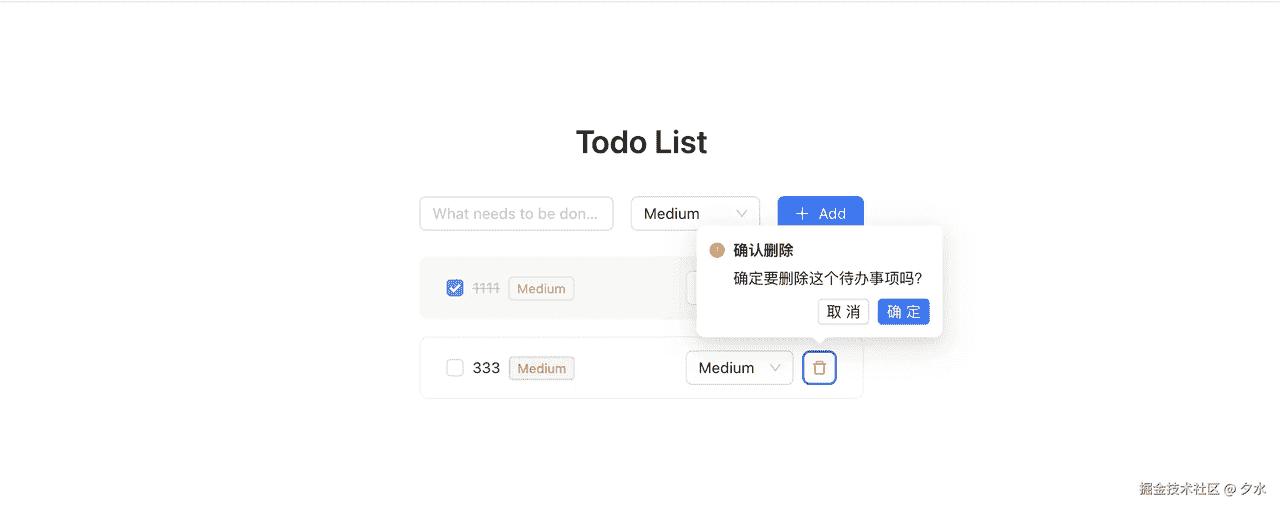 Todo List
What needs to be don...
Medium
Add
确认删除
确定要删除这个待办事项吗?
取 消
确 定
1111
Medium
333
Medium
Medium
掘金技术社区 @ 夕水